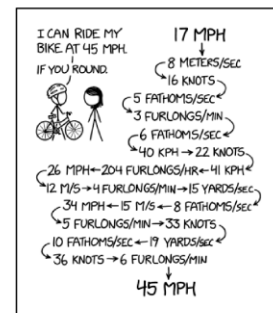 I CAN RIDE MY
BIKE AT 45 MPH.
IF YOU ROUND.
17 MPH
8 METERS/SEC
16 KNOTS
5 FATHOMS/SEC
3 FURLONGS/MIN
6 FATHOMS/SEC
40 KPH → 22 KNOTS
26 MPH ← 204 FURLONGS/HR ← 41 KPH
12 M/S → 4 FURLONGS/MIN → 15 YARDS/SEC
34 MPH ← 15 M/S ← 8 FATHOMS/SEC
5 FURLONGS/MIN → 33 KNOTS
10 FATHOMS/SEC ← 19 YARDS/SEC
36 KNOTS → 6 FURLONGS/MIN
45 MPH